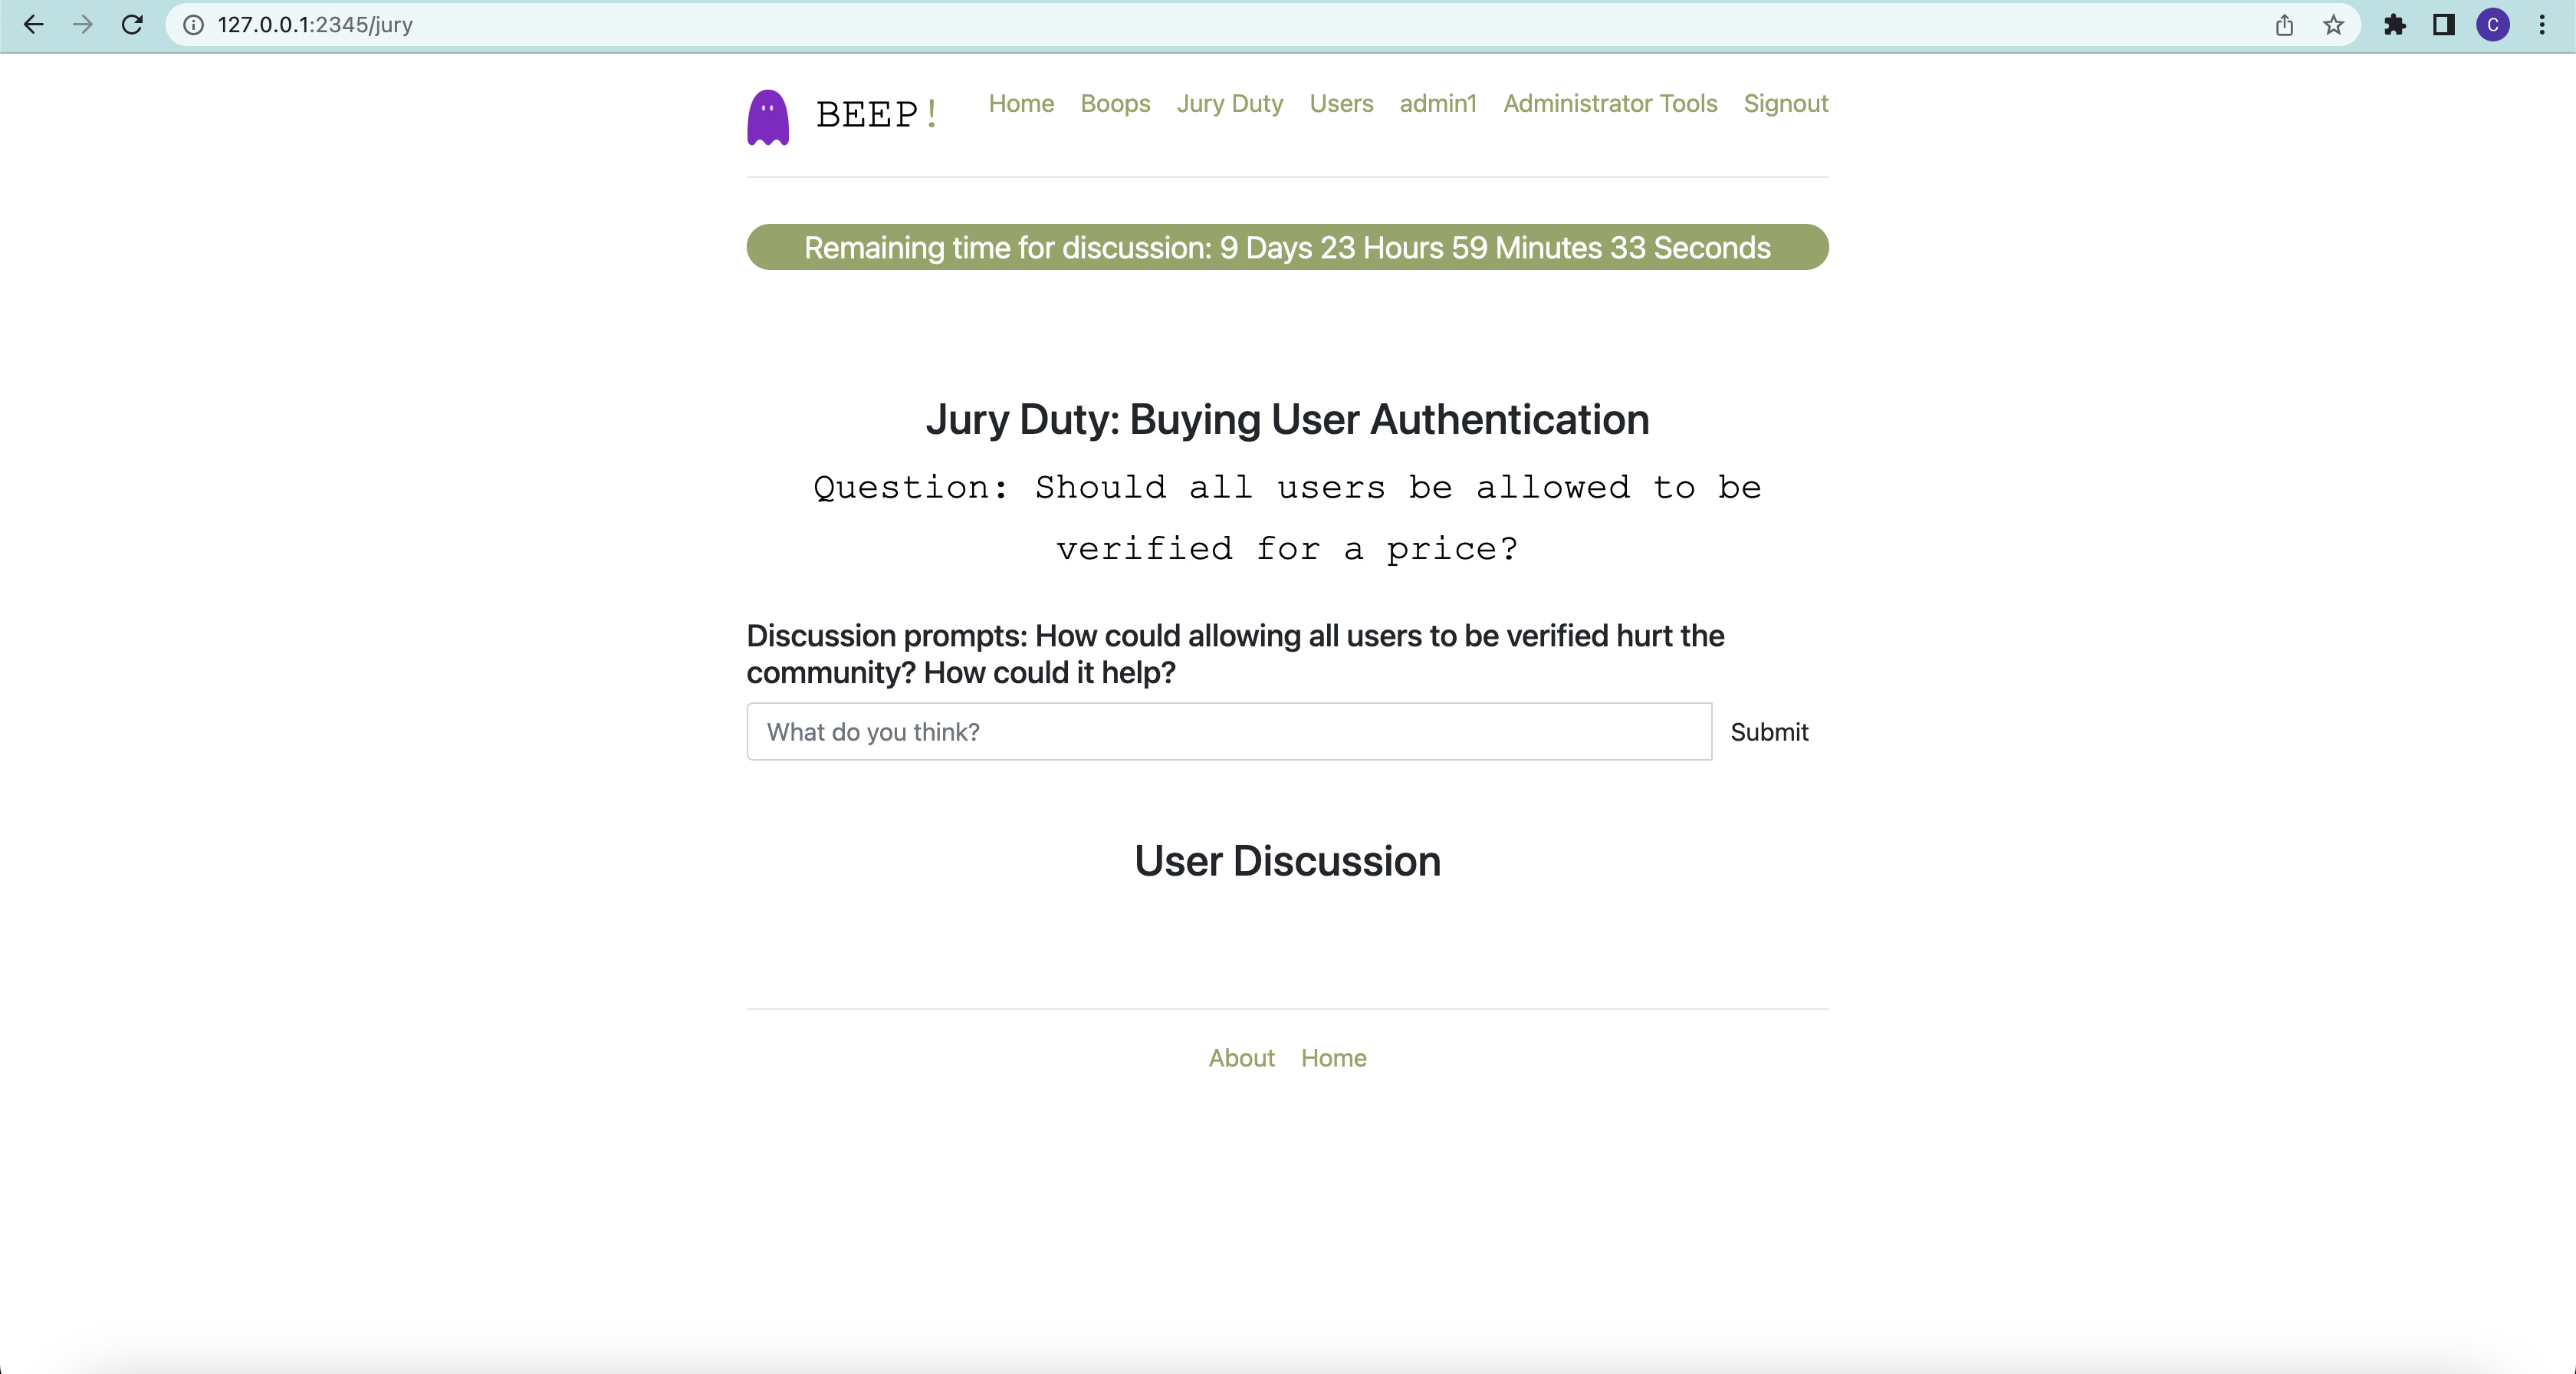 127.0.0.1:2345/jury
C
BEEP!
Home Boops Jury Duty Users admin1 Administrator Tools Signout
Remaining time for discussion: 9 Days 23 Hours 59 Minutes 33 Seconds
Jury Duty: Buying User Authentication
Question: Should all users be allowed to be
verified for a price?
Discussion prompts: How could allowing all users to be verified hurt the
community? How could it help?
What do you think?
Submit
User Discussion
About Home